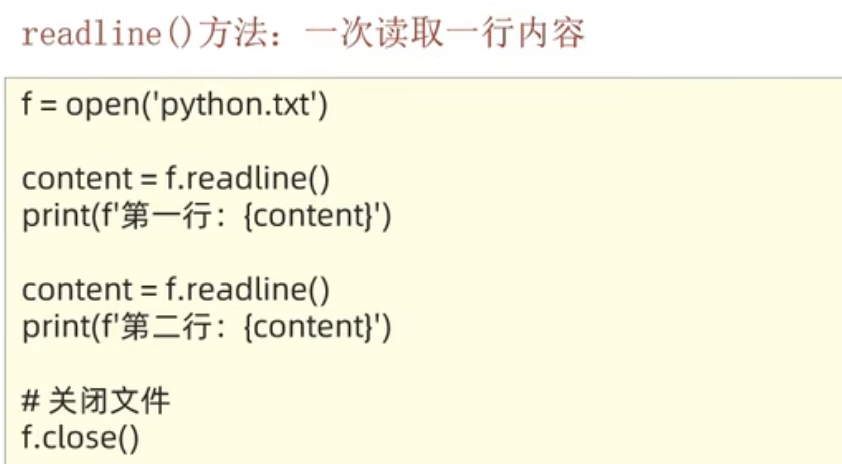 readline()方法：一次读取一行内容
f = open('python.txt')
content = f.readline()
print(f'第一行：{content}')
content = f.readline()
print(f'第二行：{content}')
# 关闭文件
f.close()